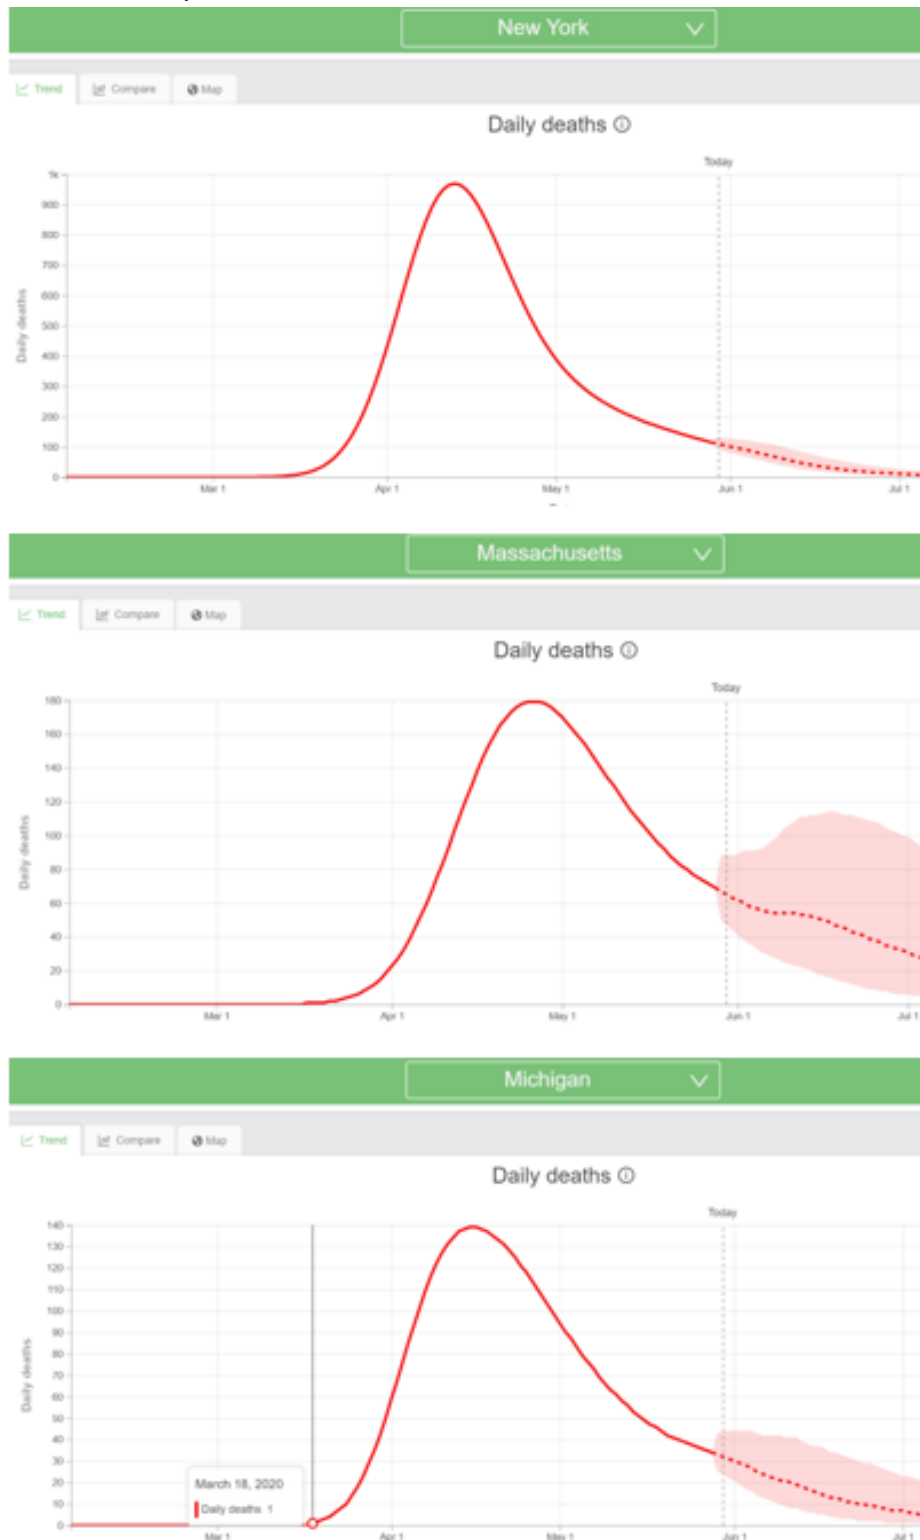 New York
Trend Compare Map
Daily deaths
Today
1k
900
800
700
600
500
400
300
200
100
0
Daily deaths
Mar 1 Apr 1 May 1 Jun 1 Jul 1
Massachusetts
Trend Compare Map
Daily deaths
Today
180
160
140
120
100
80
60
40
20
0
Daily deaths
Mar 1 Apr 1 May 1 Jun 1 Jul 1
Michigan
Trend Compare Map
Daily deaths
Today
140
130
120
110
100
90
80
70
60
50
40
30
20
10
0
Daily deaths
March 18, 2020
Daily deaths 1
Mar 1 Apr 1 May 1 Jun 1 Jul 1